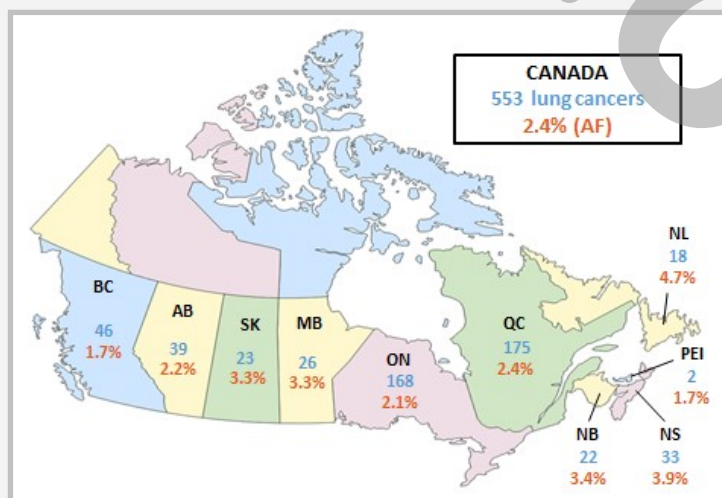 CANADA
553 lung cancers
2.4% (AF)
NL
18
4.7%
BC
46
1.7%
AB
39
2.2%
SK
23
3.3%
MB
26
3.3%
ON
168
2.1%
QC
175
2.4%
PEI
2
1.7%
NB
22
3.4%
NS
33
3.9%